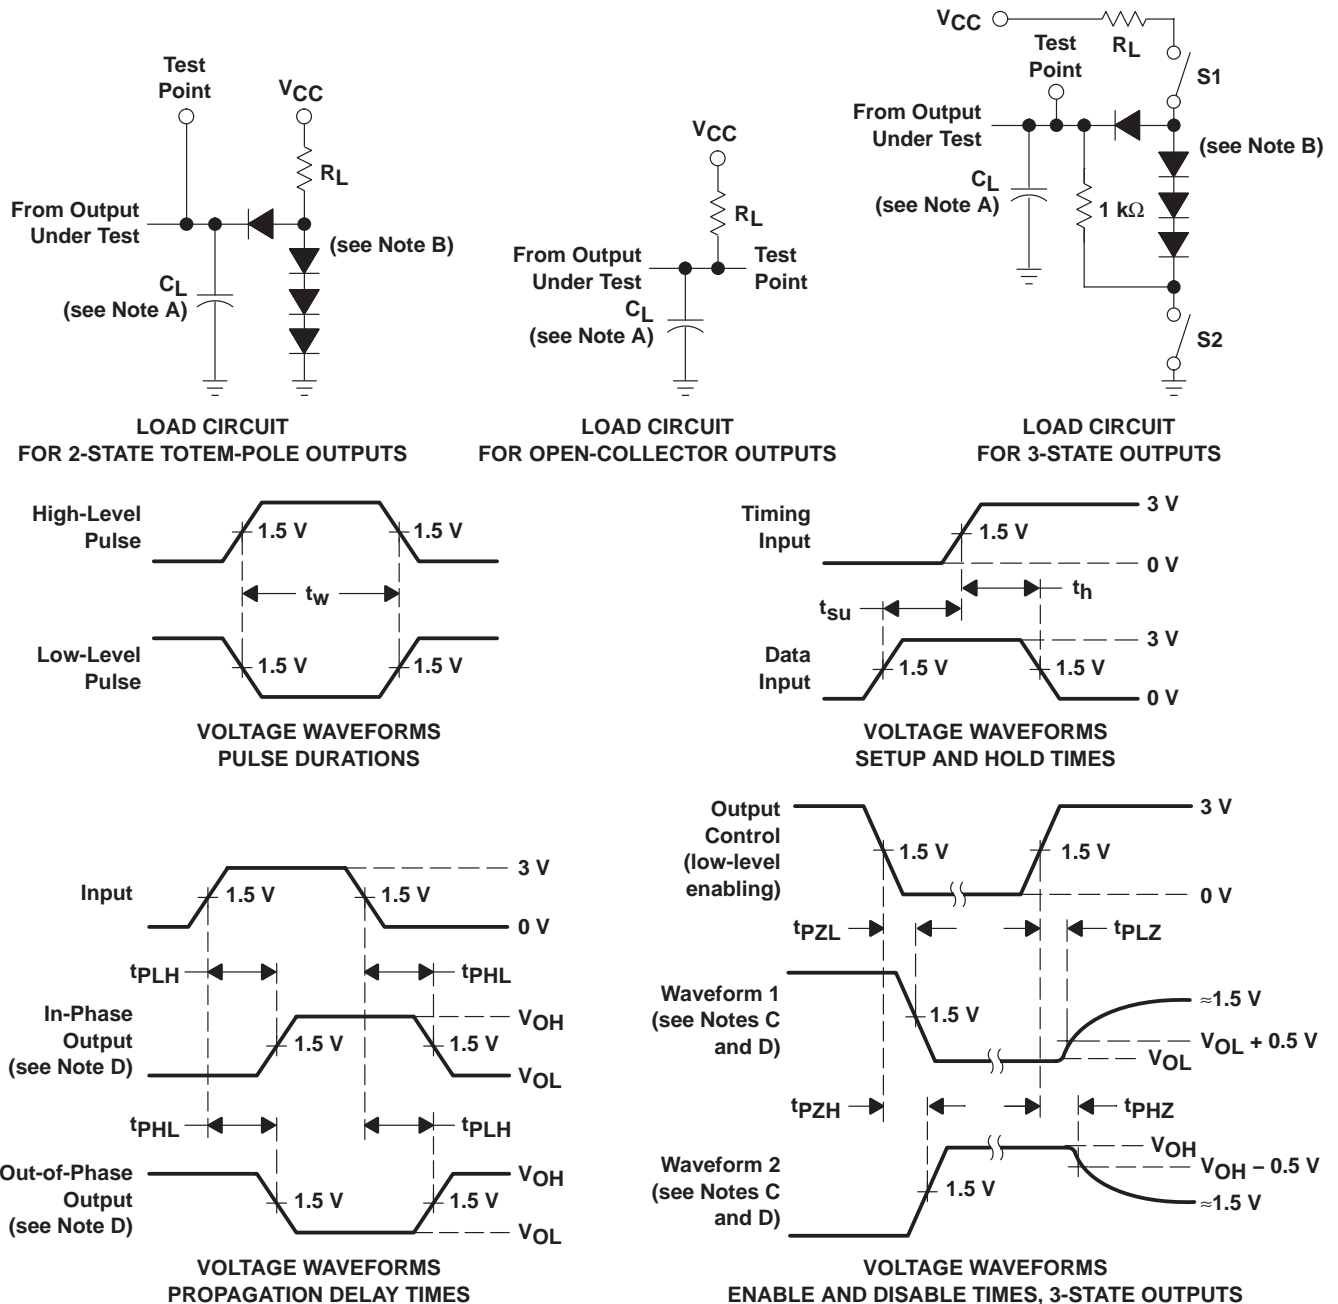 Test
Point
VCC
RL
From Output
Under Test
(see Note B)
CL
(see Note A)
LOAD CIRCUIT
FOR 2-STATE TOTEM-POLE OUTPUTS
VCC
RL
From Output
Under Test
Test
Point
CL
(see Note A)
LOAD CIRCUIT
FOR OPEN-COLLECTOR OUTPUTS
VCC
RL
Test
Point
S1
From Output
Under Test
(see Note B)
CL
(see Note A)
1 kΩ
S2
LOAD CIRCUIT
FOR 3-STATE OUTPUTS
High-Level
Pulse
1.5 V
1.5 V
tw
Low-Level
Pulse
1.5 V
1.5 V
VOLTAGE WAVEFORMS
PULSE DURATIONS
Timing
Input
3 V
1.5 V
0 V
th
tsu
Data
Input
3 V
1.5 V
1.5 V
0 V
VOLTAGE WAVEFORMS
SETUP AND HOLD TIMES
Input
3 V
1.5 V
1.5 V
0 V
tPLH
tPHL
In-Phase
Output
(see Note D)
VOH
1.5 V
1.5 V
VOL
tPHL
tPLH
Out-of-Phase
Output
(see Note D)
VOH
1.5 V
1.5 V
VOL
VOLTAGE WAVEFORMS
PROPAGATION DELAY TIMES
Output
Control
(low-level
enabling)
3 V
1.5 V
1.5 V
0 V
tPZL
tPLZ
Waveform 1
(see Notes C
and D)
1.5 V
≈1.5 V
VOL + 0.5 V
VOL
tPZH
tPHZ
Waveform 2
(see Notes C
and D)
1.5 V
VOH
VOH − 0.5 V
≈1.5 V
VOLTAGE WAVEFORMS
ENABLE AND DISABLE TIMES, 3-STATE OUTPUTS